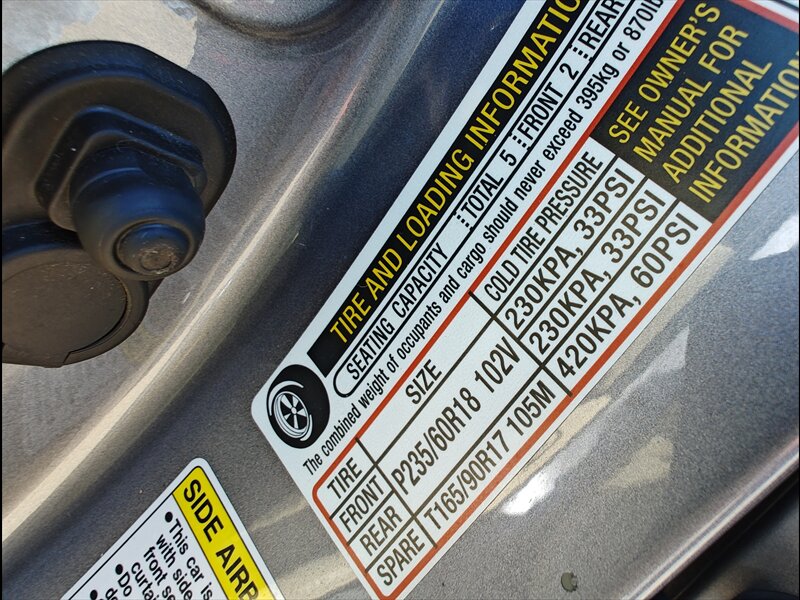 TIRE AND LOADING INFORMATIO
SEATING CAPACITY TOTAL 5 FRONT 2 REAR
The combined weight of occupants and cargo should never exceed 395kg or 870lb
TIRE SIZE COLD TIRE PRESSURE
FRONT P235/60R18 102V 230KPA, 33PSI
REAR 230KPA, 33PSI
SPARE T165/90R17 105M 420KPA, 60PSI
SEE OWNER'S
MANUAL FOR
ADDITIONAL
INFORMATION
SIDE AIRB
•This car is
with side
front se
curta
•Do